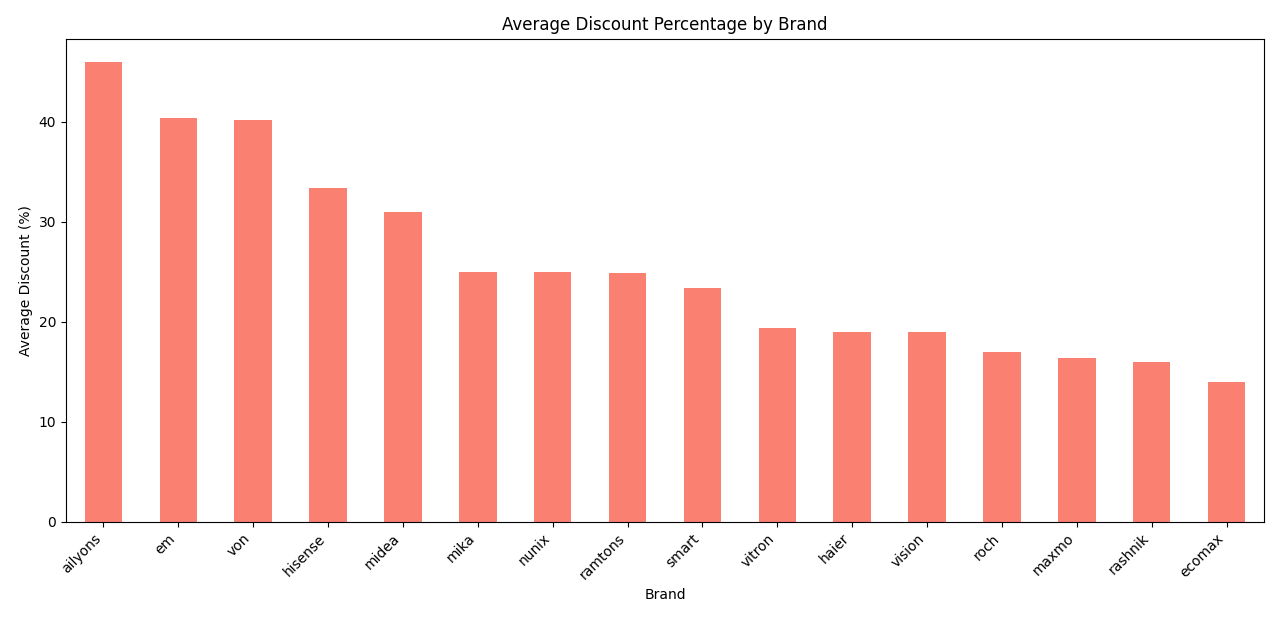 Average Discount Percentage by Brand
Average Discount (%)
40
30
20
10
0
ailyons
em
von
hisense
midea
mika
nunix
ramtons
smart
vitron
haier
vision
roch
maxmo
rashnik
ecomax
Brand